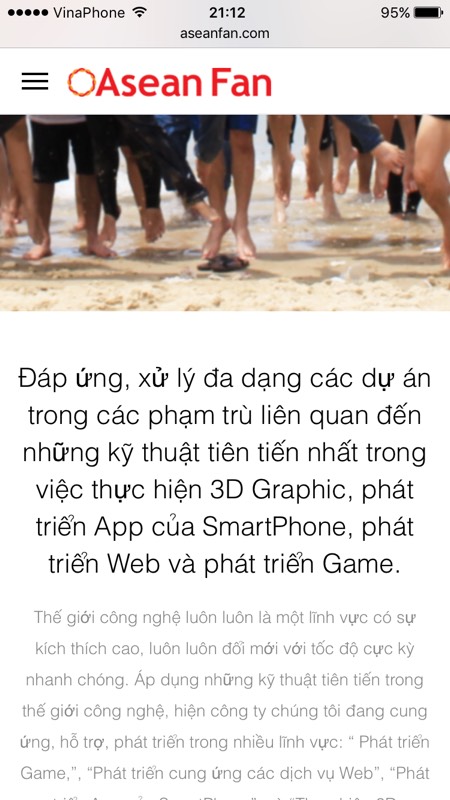 VinaPhone 21:12 95%
aseanfan.com
Asean Fan
Đáp ứng, xử lý đa dạng các dự án
trong các phạm trù liên quan đến
những kỹ thuật tiên tiến nhất trong
việc thực hiện 3D Graphic, phát
triển App của SmartPhone, phát
triển Web và phát triển Game.
Thế giới công nghệ luôn luôn là một lĩnh vực có sự
kích thích cao, luôn luôn đổi mới với tốc độ cực kỳ
nhanh chóng. Áp dụng những kỹ thuật tiên tiến trong
thế giới công nghệ, hiện công ty chúng tôi đang cung
ứng, hỗ trợ, phát triển trong nhiều lĩnh vực: “ Phát triển
Game,”, “Phát triển cung ứng các dịch vụ Web”, “Phát